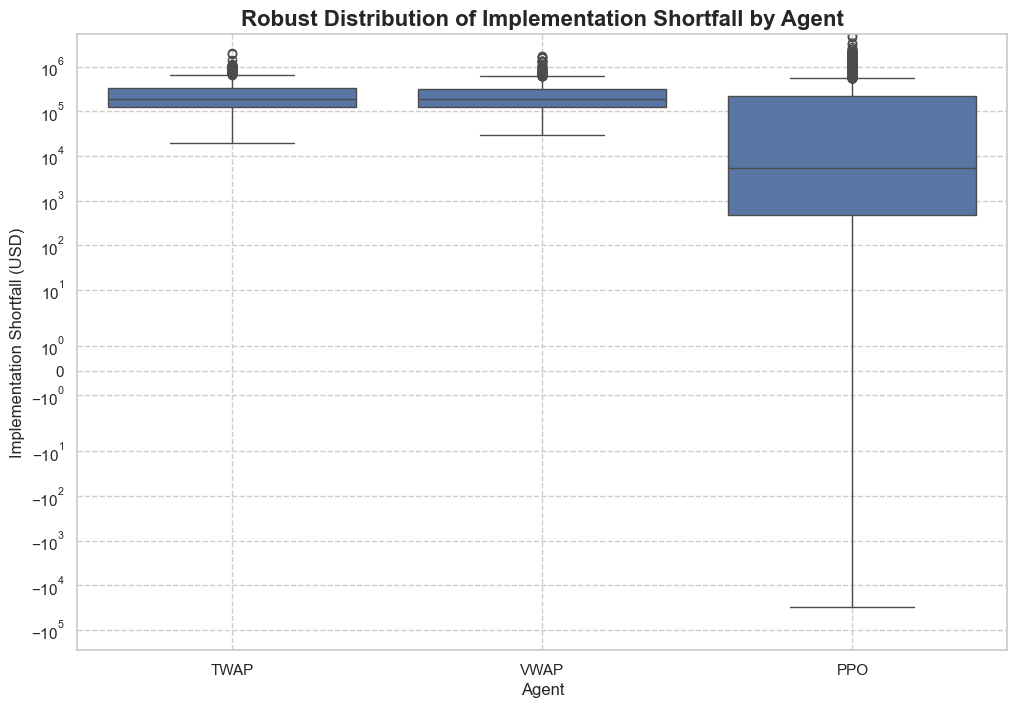 Robust Distribution of Implementation Shortfall by Agent
Implementation Shortfall (USD)
10^6
10^5
10^4
10^3
10^2
10^1
10^0
0
−10^0
−10^1
−10^2
−10^3
−10^4
−10^5
TWAP
VWAP
PPO
Agent